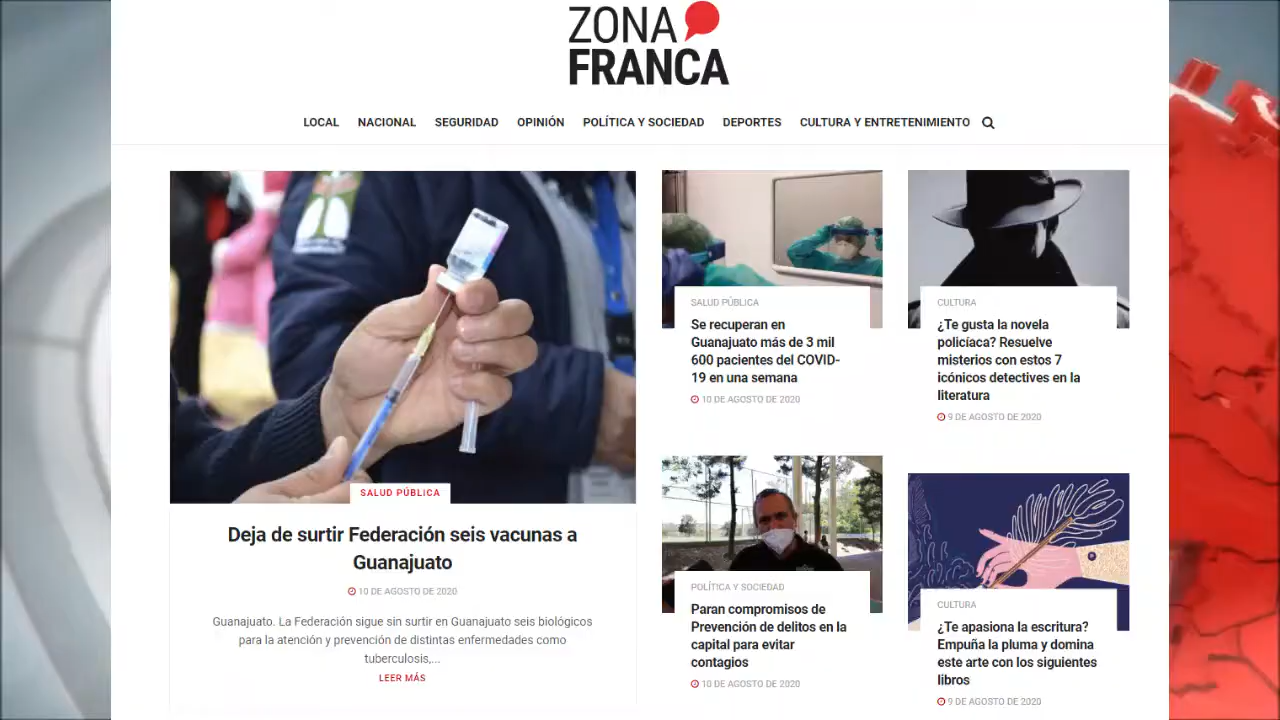 ZONA
FRANCA
LOCAL NACIONAL SEGURIDAD OPINIÓN POLÍTICA Y SOCIEDAD DEPORTES CULTURA Y ENTRETENIMIENTO
SALUD PÚBLICA
Deja de surtir Federación seis vacunas a
Guanajuato
10 DE AGOSTO DE 2020
Guanajuato. La Federación sigue sin surtir en Guanajuato seis biológicos
para la atención y prevención de distintas enfermedades como
tuberculosis,...
LEER MÁS
SALUD PÚBLICA
Se recuperan en
Guanajuato más de 3 mil
600 pacientes del COVID-
19 en una semana
10 DE AGOSTO DE 2020
POLÍTICA Y SOCIEDAD
Paran compromisos de
Prevención de delitos en la
capital para evitar
contagios
10 DE AGOSTO DE 2020
CULTURA
¿Te gusta la novela
policíaca? Resuelve
misterios con estos 7
icónicos detectives en la
literatura
9 DE AGOSTO DE 2020
CULTURA
¿Te apasiona la escritura?
Empuña la pluma y domina
este arte con los siguientes
libros
9 DE AGOSTO DE 2020